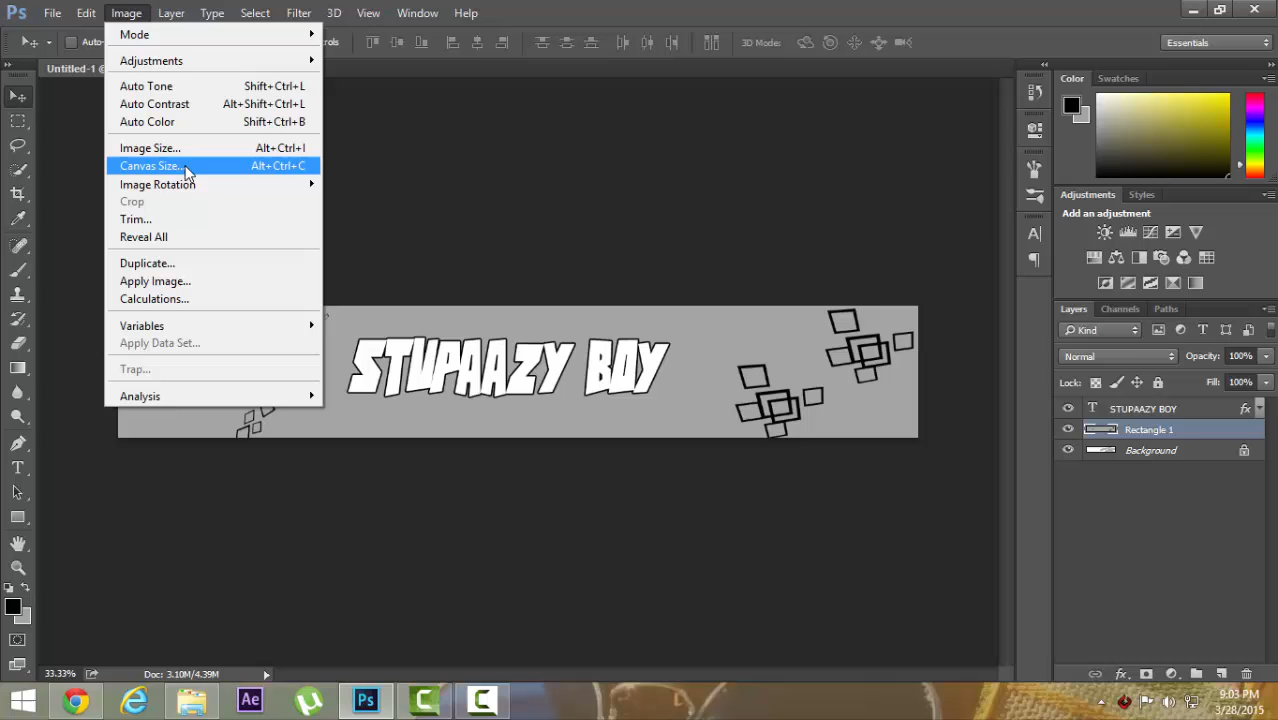 Ps File Edit Image Layer Type Select Filter 3D View Window Help
Auto- 3D Mode: Essentials
Untitled-1 @
Mode
Adjustments
Auto Tone Shift+Ctrl+L
Auto Contrast Alt+Shift+Ctrl+L
Auto Color Shift+Ctrl+B
Image Size... Alt+Ctrl+I
Canvas Size... Alt+Ctrl+C
Image Rotation
Crop
Trim...
Reveal All
Duplicate...
Apply Image...
Calculations...
Variables
Apply Data Set...
Trap...
Analysis
STUPAAZY BOY
Color Swatches
Adjustments Styles
Add an adjustment
Layers Channels Paths
Kind
Normal Opacity: 100%
Lock: Fill: 100%
STUPAAZY BOY fx
Rectangle 1
Background
33.33% Doc: 3.10M/4.39M
Ae Ps
9:03 PM
3/28/2015